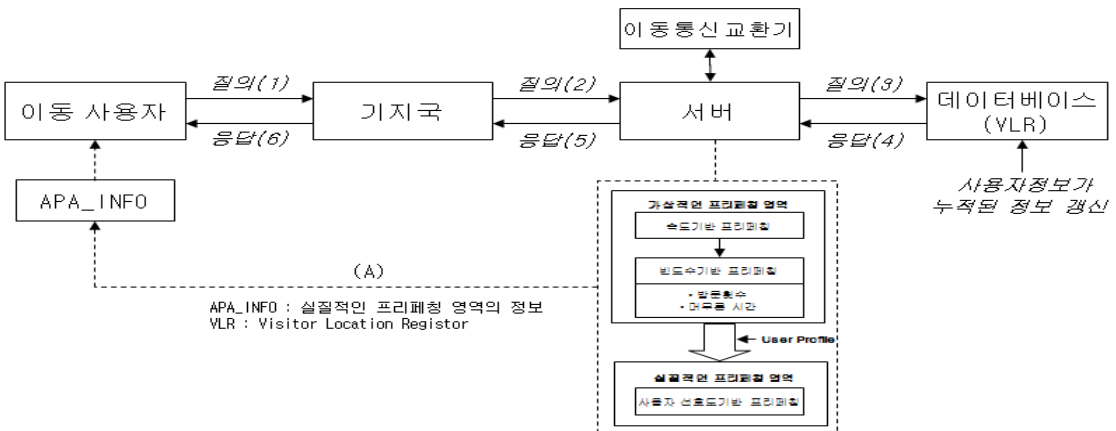 이동통신교환기
질의(1)
질의(2)
질의(3)
이동 사용자
기지국
서버
데이터베이스
(VLR)
응답(6)
응답(5)
응답(4)
APA_INFO
사용자정보가
누적된 정보 갱신
가상적인 프리페칭 영역
속도기반 프리페칭
(A)
빈도수기반 프리페칭
• 방문횟수
• 머무른 시간
APA_INFO : 실질적인 프리페칭 영역의 정보
VLR : Visitor Location Registor
User Profile
실질적인 프리페칭 영역
사용자 선호도기반 프리페칭